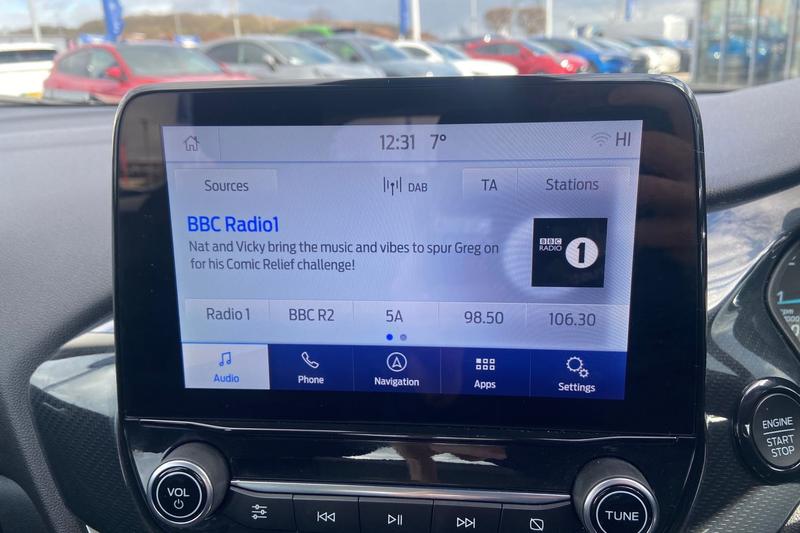 12:31 7° HI
Sources DAB TA Stations
BBC Radio1
Nat and Vicky bring the music and vibes to spur Greg on
for his Comic Relief challenge!
BBC
RADIO 1
Radio 1 BBC R2 5A 98.50 106.30
Audio Phone Navigation Apps Settings
VOL
TUNE
ENGINE
START
STOP